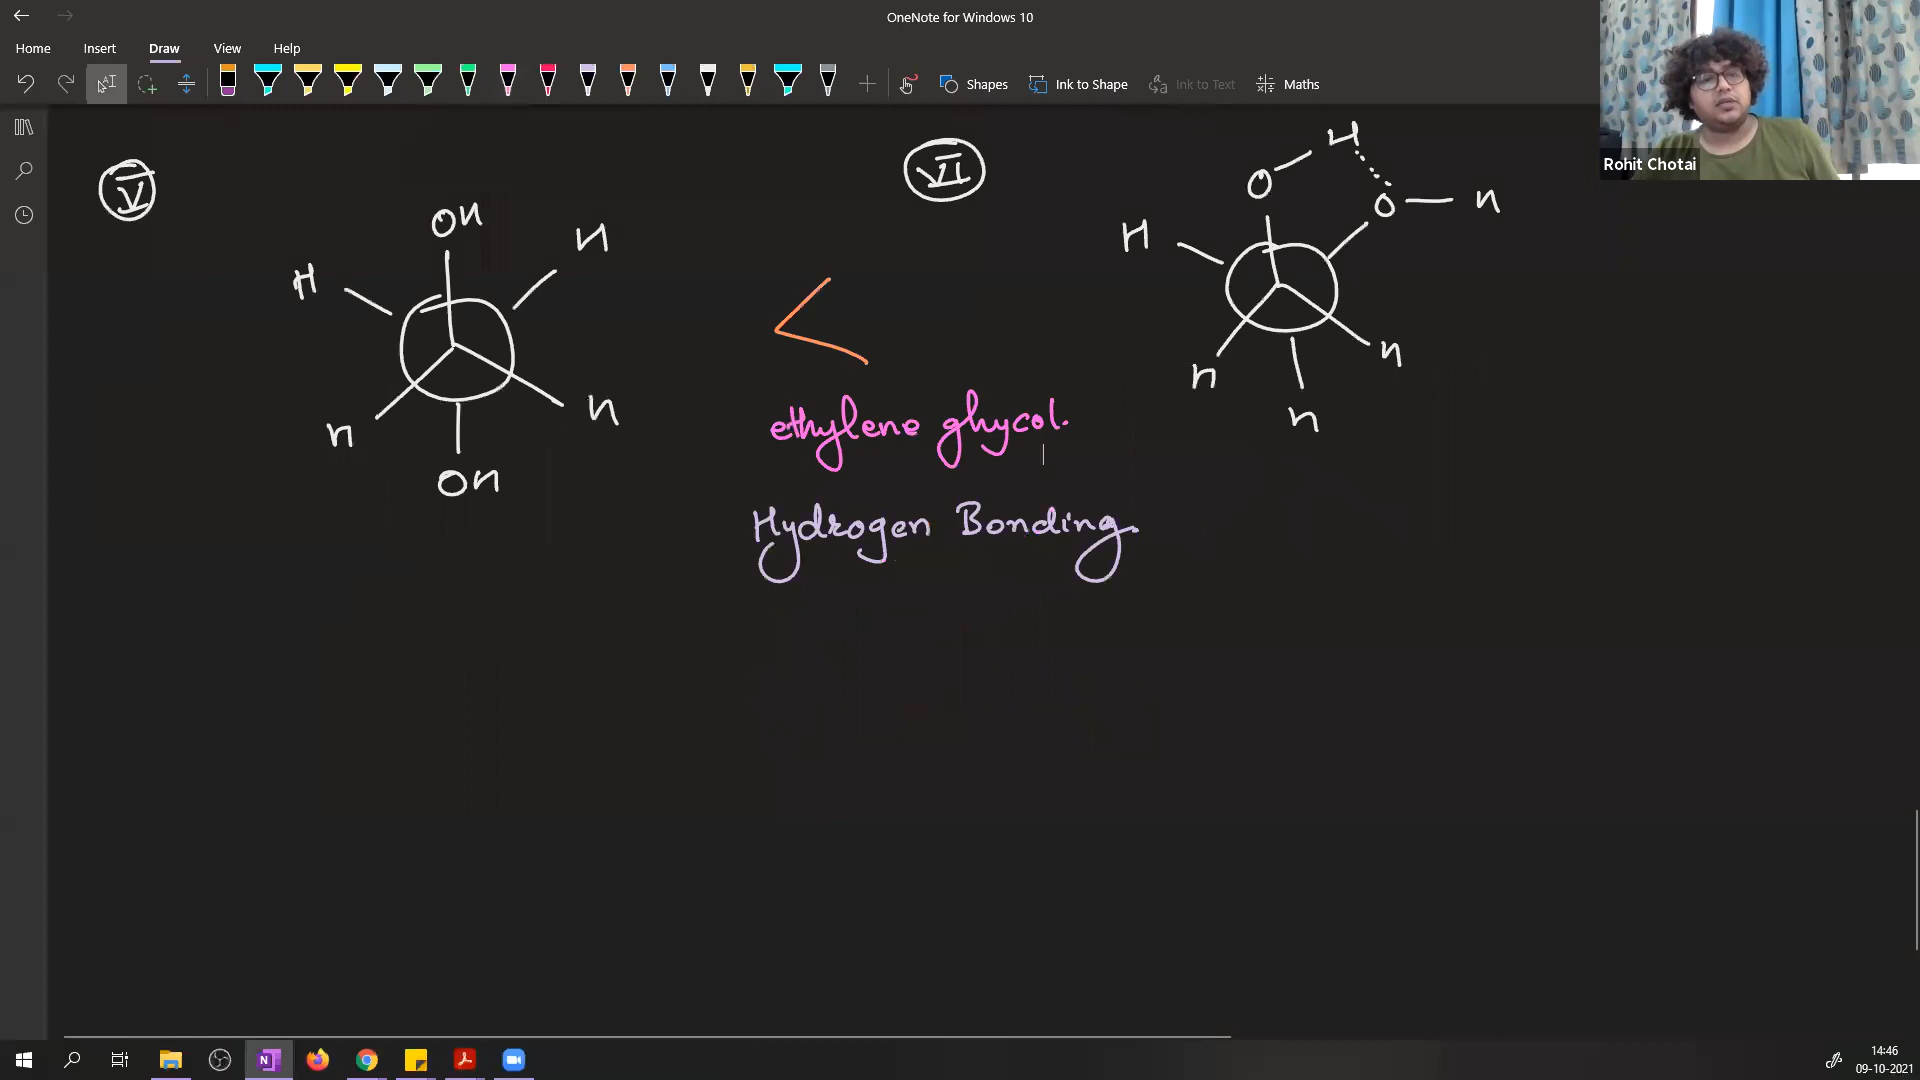 OneNote for Windows 10
Home Insert Draw View Help
Shapes Ink to Shape Ink to Text Maths
Rohit Chotai
V
OH
H
H
H
H
OH
<
VI
H
O
O H
H
H
H
H
ethylene glycol.
Hydrogen Bonding.
14:46
09-10-2021